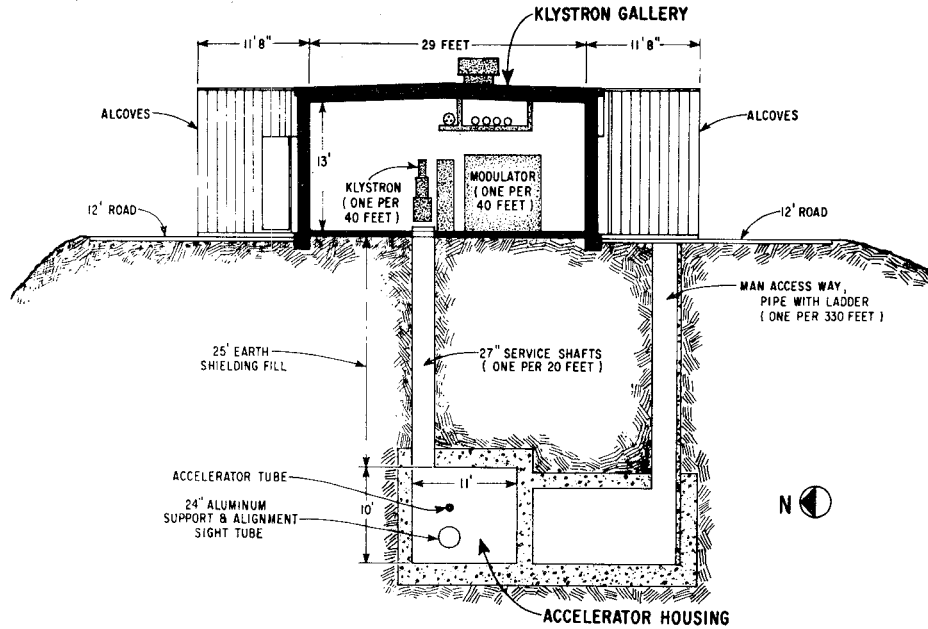 KLYSTRON GALLERY
11'8"
29 FEET
11'8"
ALCOVES
ALCOVES
13'
KLYSTRON
(ONE PER
40 FEET)
MODULATOR
(ONE PER
40 FEET)
12' ROAD
12' ROAD
MAN ACCESS WAY,
PIPE WITH LADDER
(ONE PER 330 FEET)
25' EARTH
SHIELDING FILL
27" SERVICE SHAFTS
(ONE PER 20 FEET)
ACCELERATOR TUBE
11'
24" ALUMINUM
SUPPORT & ALIGNMENT
SIGHT TUBE
10'
N
ACCELERATOR HOUSING